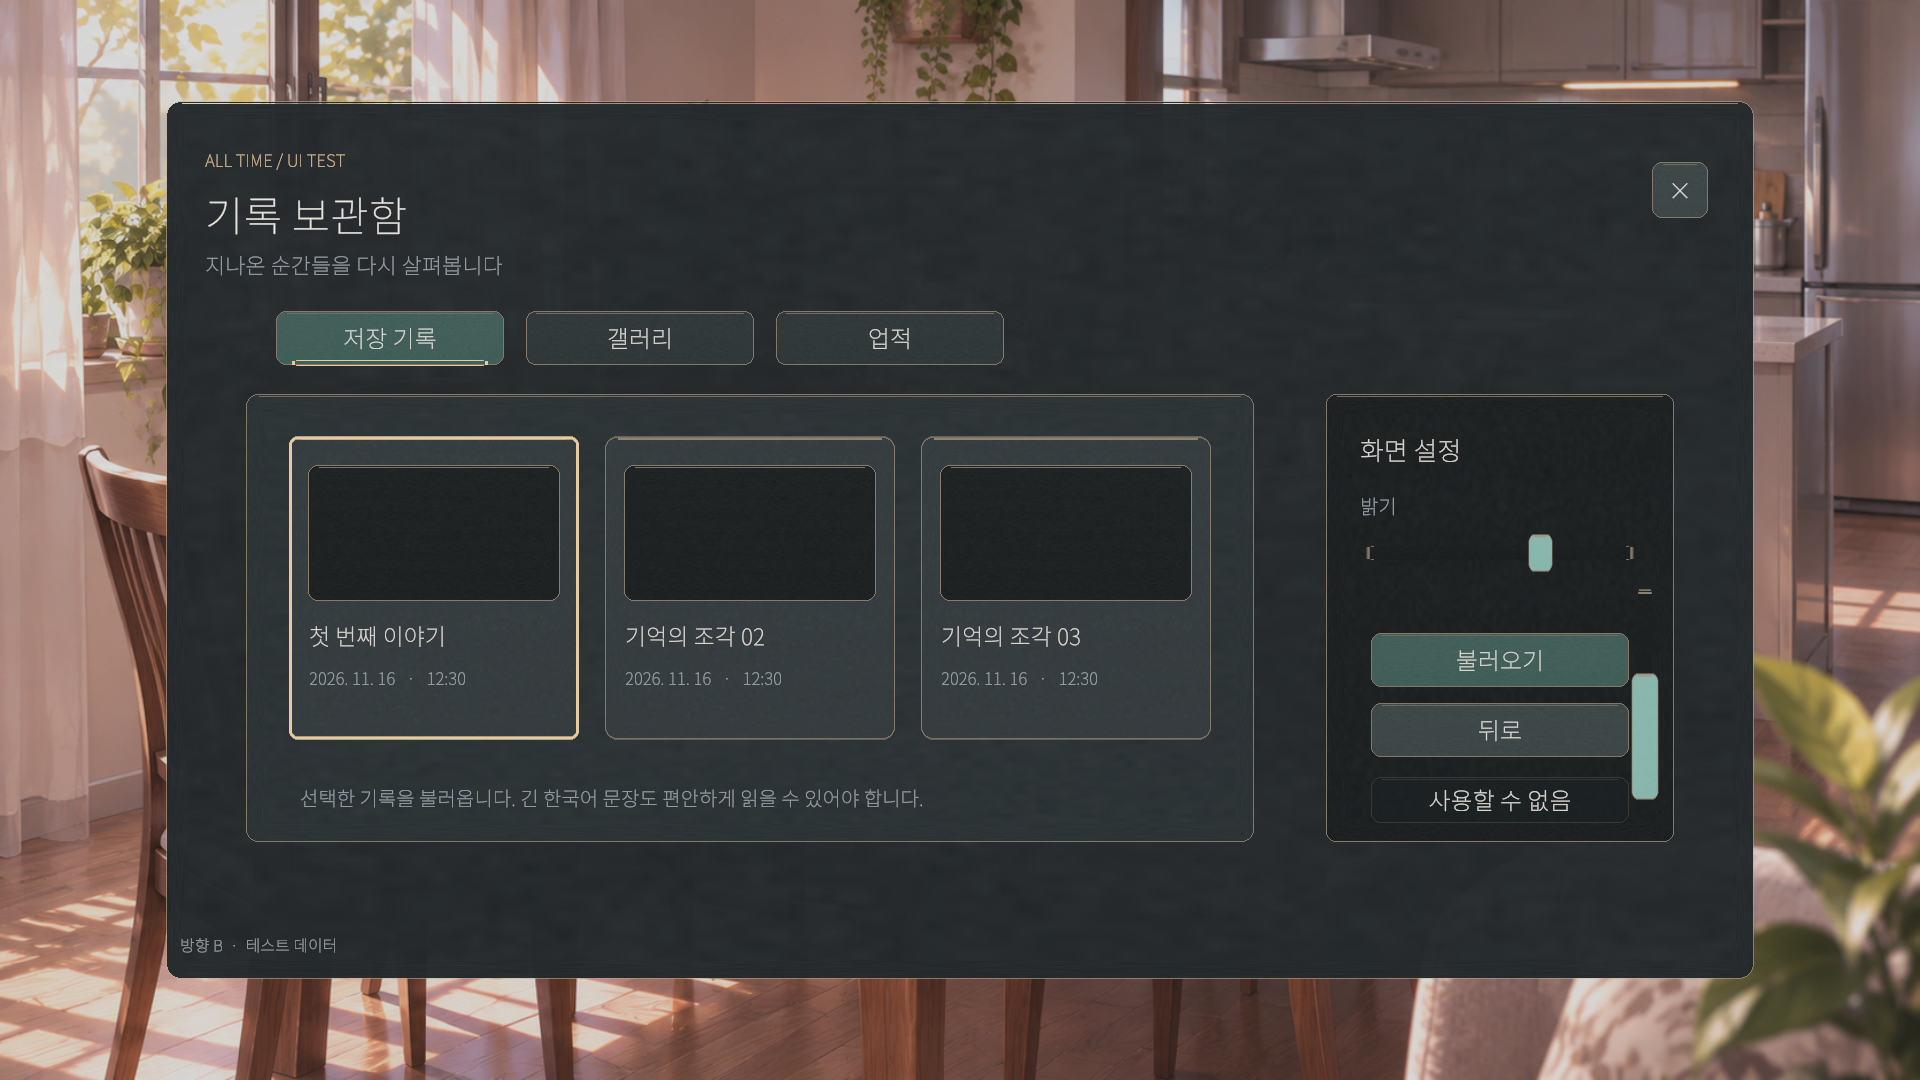 ALL TIME / UI TEST
기록 보관함
지나온 순간들을 다시 살펴봅니다
저장 기록
갤러리
업적
첫 번째 이야기
2026. 11. 16 · 12:30
기억의 조각 02
2026. 11. 16 · 12:30
기억의 조각 03
2026. 11. 16 · 12:30
선택한 기록을 불러옵니다. 긴 한국어 문장도 편안하게 읽을 수 있어야 합니다.
화면 설정
밝기
불러오기
뒤로
사용할 수 없음
방향 B · 테스트 데이터